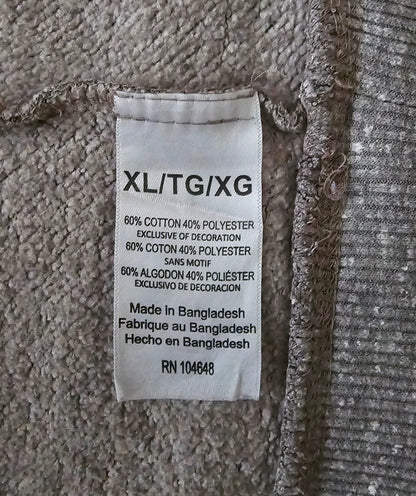 XL/TG/XG
60% COTTON 40% POLYESTER
EXCLUSIVE OF DECORATION
60% COTON 40% POLYESTER
SANS MOTIF
60% ALGODON 40% POLIÉSTER
EXCLUSIVO DE DECORACION
Made in Bangladesh
Fabrique au Bangladesh
Hecho en Bangladesh
RN 104648